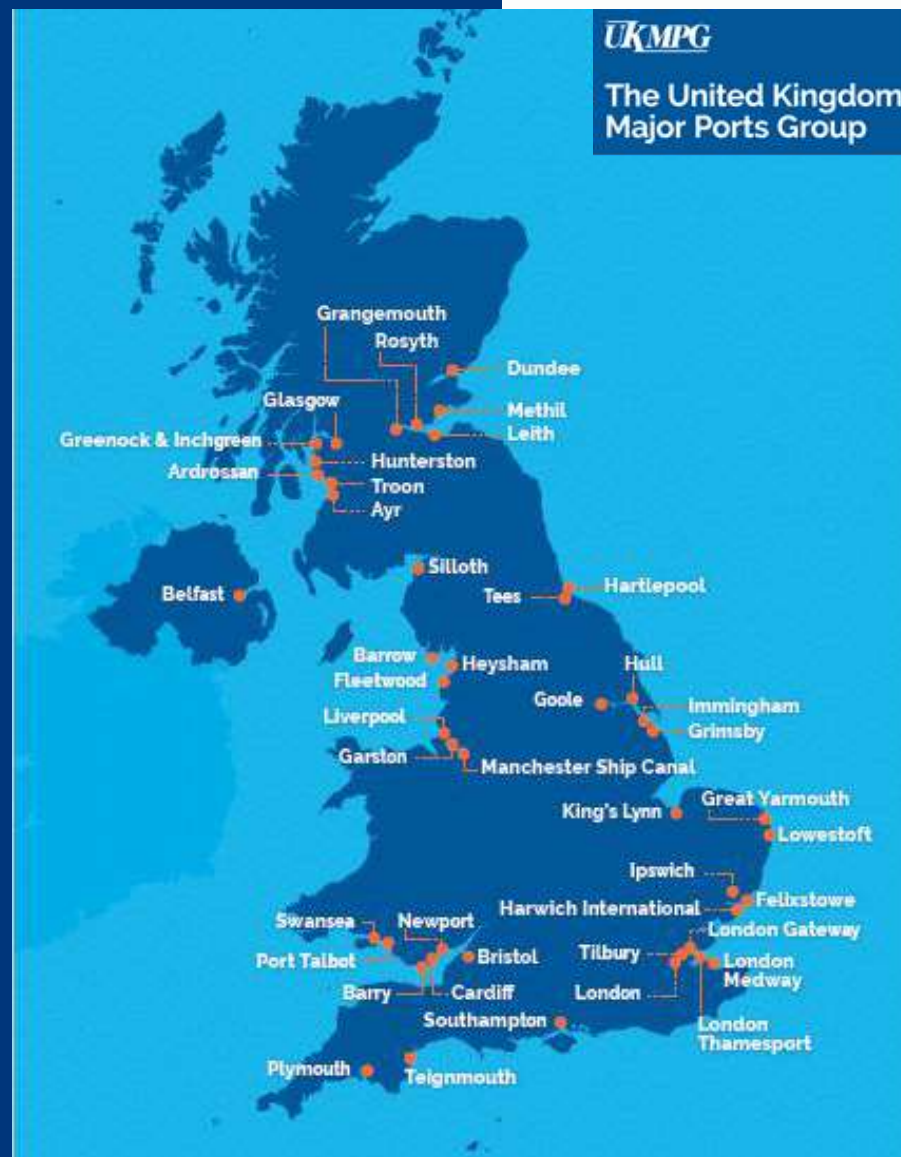 UKMPG
The United Kingdom
Major Ports Group
Grangemouth
Rosyth
Dundee
Glasgow
Methil
Greenock & Inchgreen
Leith
Hunterston
Ardrossan
Troon
Ayr
Silloth
Belfast
Hartlepool
Tees
Barrow
Heysham
Hull
Fleetwood
Goole
Immingham
Liverpool
Grimsby
Garston
Manchester Ship Canal
Great Yarmouth
King's Lynn
Lowestoft
Ipswich
Felixstowe
Harwich International
Swansea
Newport
London Gateway
Tilbury
Port Talbot
Bristol
London
Medway
Barry
Cardiff
London
Southampton
London
Thamesport
Plymouth
Teignmouth